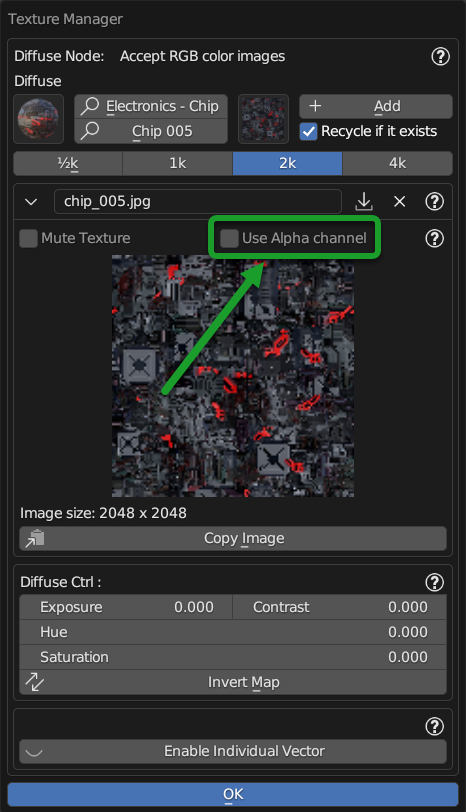 Texture Manager
Diffuse Node: Accept RGB color images
Diffuse
Electronics - Chip
Chip 005
Add
Recycle if it exists
½k 1k 2k 4k
chip_005.jpg
Mute Texture Use Alpha channel
Image size: 2048 x 2048
Copy Image
Diffuse Ctrl :
Exposure 0.000 Contrast 0.000
Hue 0.000
Saturation 0.000
Invert Map
Enable Individual Vector
OK